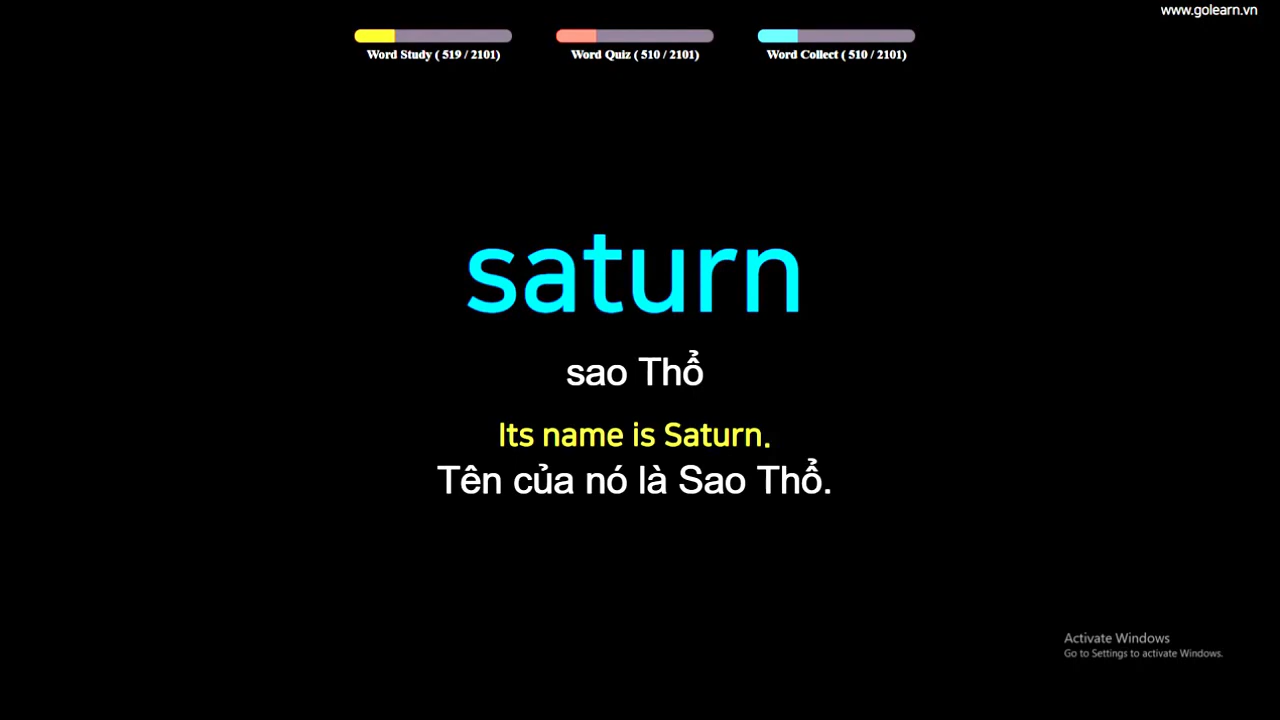 www.golearn.vn
Word Study ( 519 / 2101) Word Quiz ( 510 / 2101) Word Collect ( 510 / 2101)
saturn
sao Thổ
Its name is Saturn.
Tên của nó là Sao Thổ.
Activate Windows
Go to Settings to activate Windows.